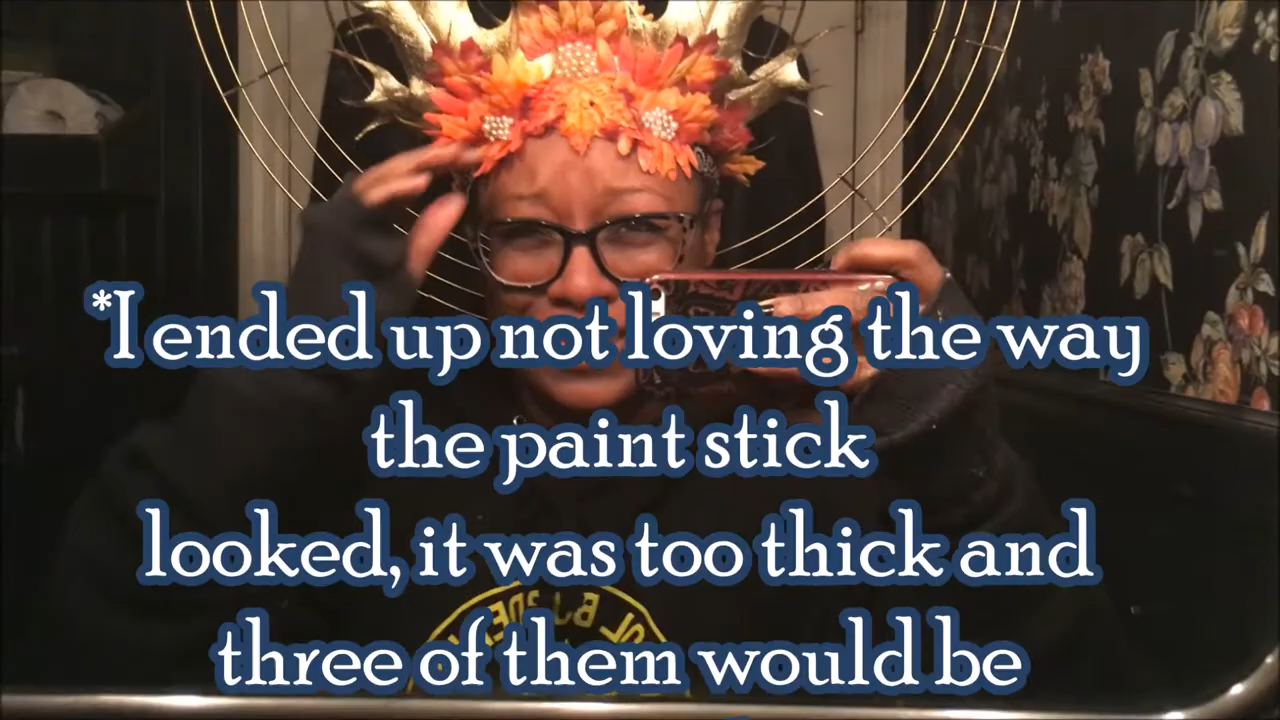 *I ended up not loving the way
the paint stick
looked, it was too thick and
three of them would be